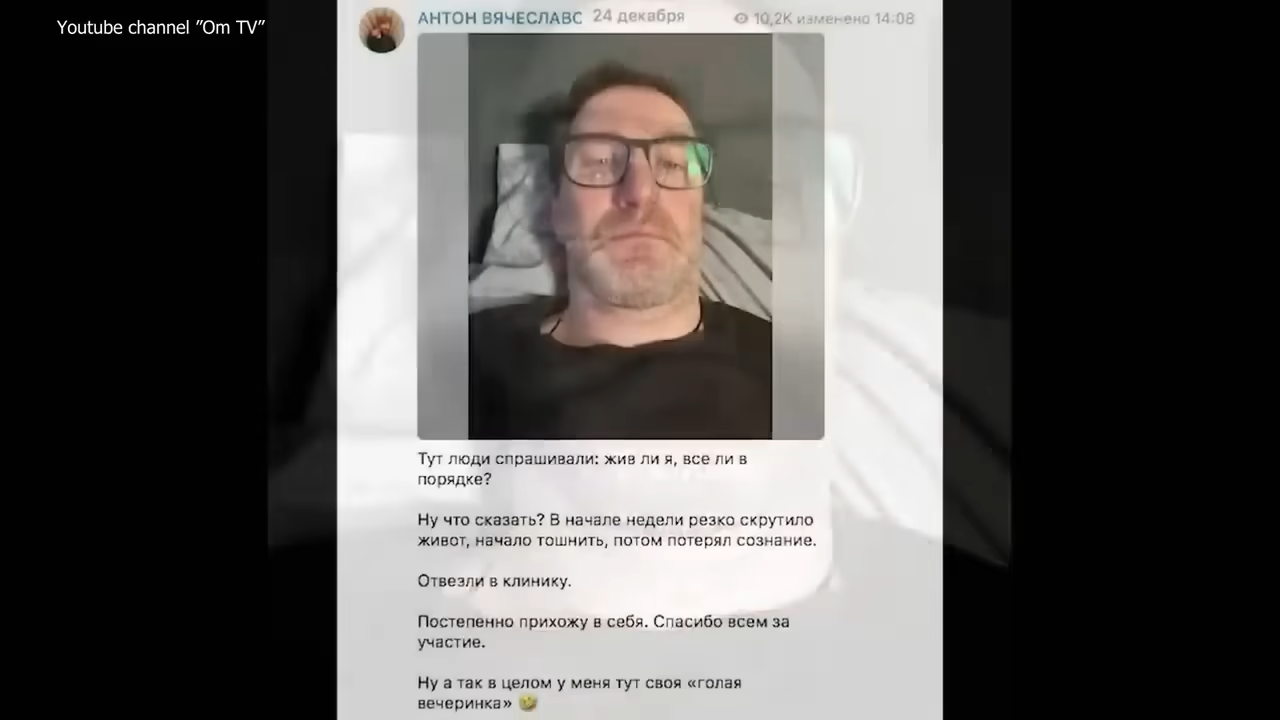 Youtube channel "Om TV"
АНТОН ВЯЧЕСЛАВС 24 декабря 10,2K изменено 14:08
Тут люди спрашивали: жив ли я, все ли в
порядке?
Ну что сказать? В начале недели резко скрутило
живот, начало тошнить, потом потерял сознание.
Отвезли в клинику.
Постепенно прихожу в себя. Спасибо всем за
участие.
Ну а так в целом у меня тут своя «голая
вечеринка» 🤣